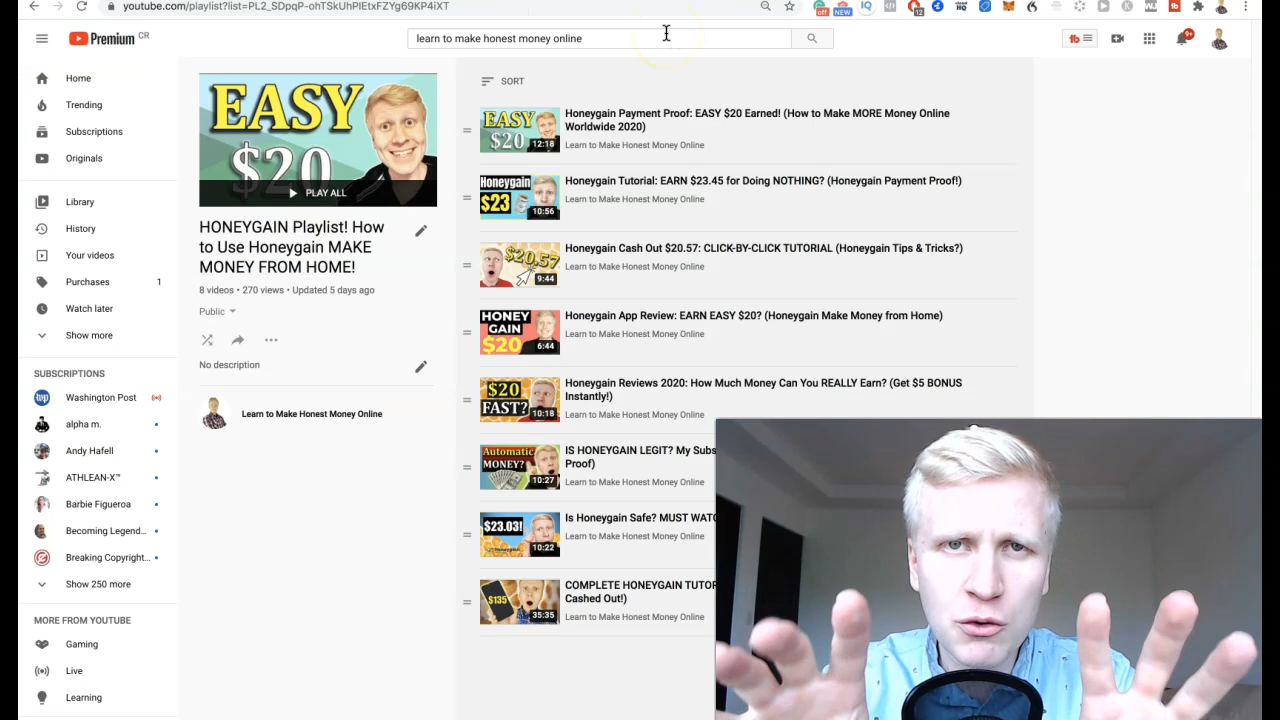 youtube.com/playlist?list=PL2_SDpqP-ohTSkUhPIEtxFZYg69KP4iXT
off
NEW
12
Premium CR
learn to make honest money online
9+
Home
Trending
Subscriptions
Originals
Library
History
Your videos
Purchases 1
Watch later
Show more
SUBSCRIPTIONS
Washington Post
alpha m.
Andy Hafell
ATHLEAN-X™
Barbie Figueroa
Becoming Legend...
Breaking Copyright...
Show 250 more
MORE FROM YOUTUBE
Gaming
Live
Learning
EASY
$20
PLAY ALL
HONEYGAIN Playlist! How
to Use Honeygain MAKE
MONEY FROM HOME!
8 videos • 270 views • Updated 5 days ago
Public
No description
Learn to Make Honest Money Online
SORT
EASY
$20
12:18
Honeygain Payment Proof: EASY $20 Earned! (How to Make MORE Money Online
Worldwide 2020)
Learn to Make Honest Money Online
Honeygain
$23
10:56
Honeygain Tutorial: EARN $23.45 for Doing NOTHING? (Honeygain Payment Proof!)
Learn to Make Honest Money Online
$20.57
9:44
Honeygain Cash Out $20.57: CLICK-BY-CLICK TUTORIAL (Honeygain Tips & Tricks?)
Learn to Make Honest Money Online
HONEY
GAIN
$20
6:44
Honeygain App Review: EARN EASY $20? (Honeygain Make Money from Home)
Learn to Make Honest Money Online
$20
FAST?
10:18
Honeygain Reviews 2020: How Much Money Can You REALLY Earn? (Get $5 BONUS
Instantly!)
Learn to Make Honest Money Online
Automatic
MONEY?
10:27
IS HONEYGAIN LEGIT? My Subs
Proof)
Learn to Make Honest Money Online
$23.03!
10:22
Is Honeygain Safe? MUST WATC
Learn to Make Honest Money Online
$135
35:35
COMPLETE HONEYGAIN TUTOR
Cashed Out!)
Learn to Make Honest Money Online